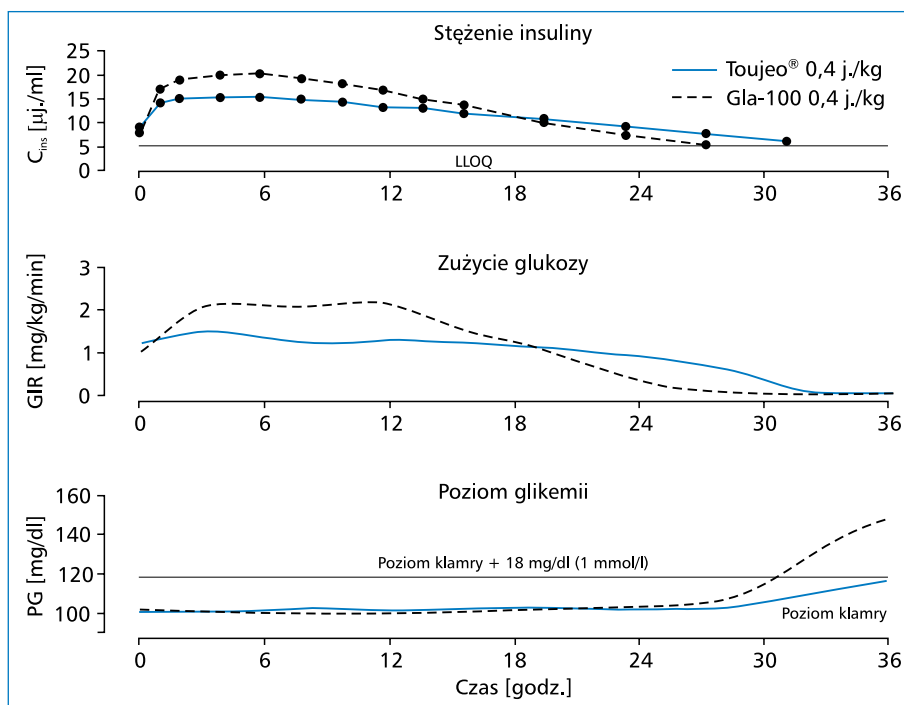 Stężenie insuliny
Toujeo® 0,4 j./kg
Gla-100 0,4 j./kg
C_ins [µj./ml]
25
20
15
10
5
0
LLOQ
0 6 12 18 24 30 36
Zużycie glukozy
GIR [mg/kg/min]
3
2
1
0
0 6 12 18 24 30 36
Poziom glikemii
PG [mg/dl]
160
140
120
100
Poziom klamry + 18 mg/dl (1 mmol/l)
Poziom klamry
0 6 12 18 24 30 36
Czas [godz.]